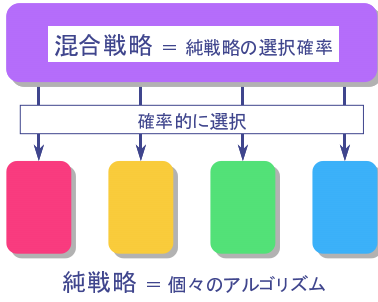 混合戦略 = 純戦略の選択確率
確率的に選択
純戦略 = 個々のアルゴリズム